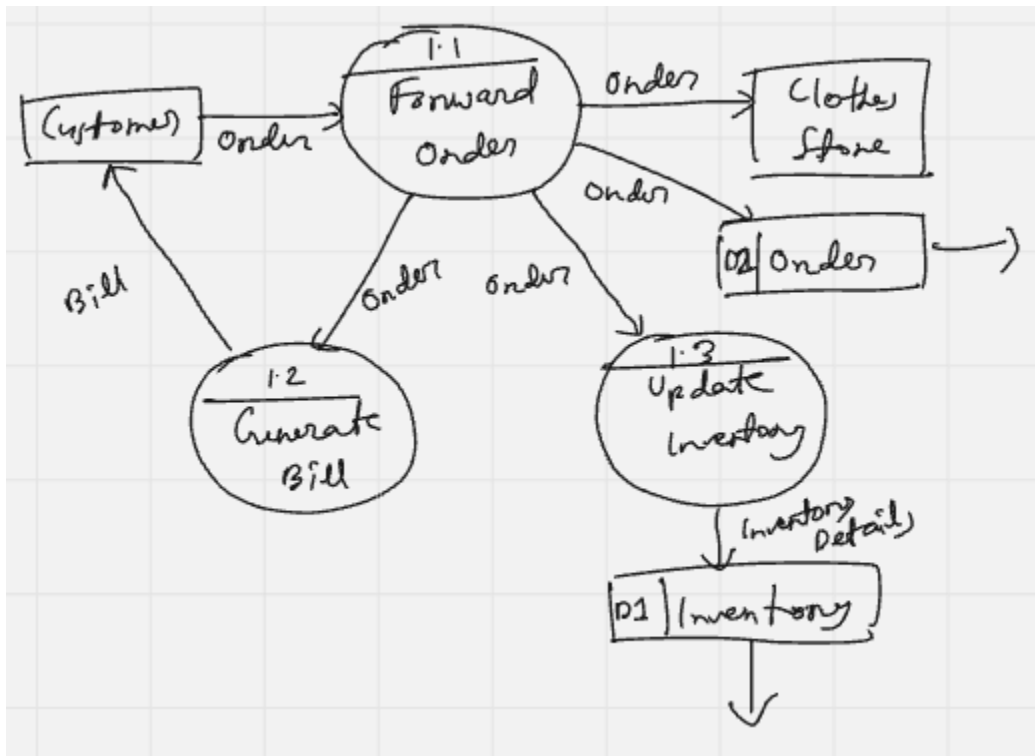 1.1
Forward
Order
Customer
Order
Order
Clothes
Store
Order
D2 Order
Bill
Order
Order
1.2
Generate
Bill
1.3
Update
Inventory
Inventory
Details
D1 Inventory